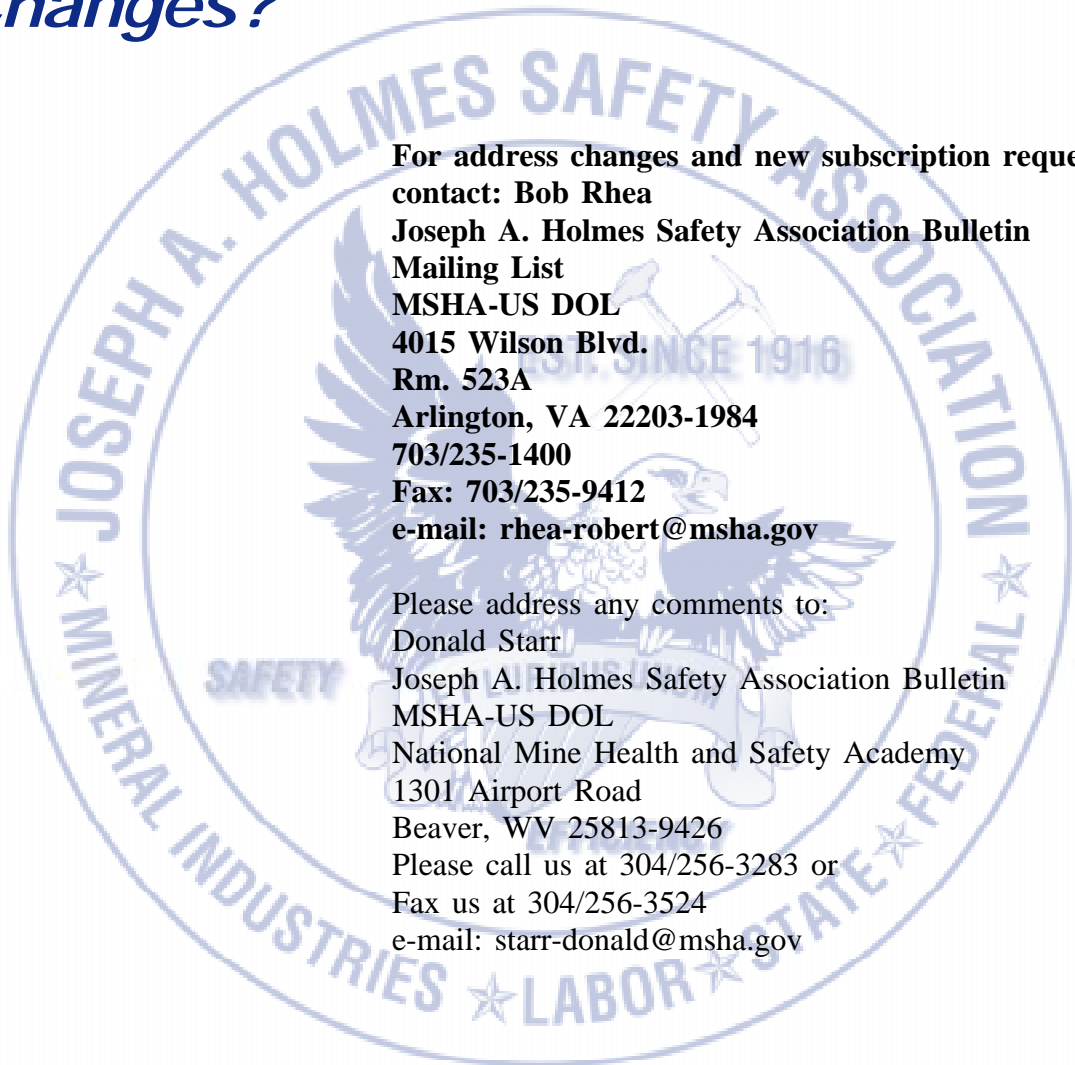 hanges?
For address changes and new subscription reque
contact: Bob Rhea
Joseph A. Holmes Safety Association Bulletin
Mailing List
MSHA-US DOL
4015 Wilson Blvd.
Rm. 523A
Arlington, VA 22203-1984
703/235-1400
Fax: 703/235-9412
e-mail: rhea-robert@msha.gov
Please address any comments to:
Donald Starr
Joseph A. Holmes Safety Association Bulletin
MSHA-US DOL
National Mine Health and Safety Academy
1301 Airport Road
Beaver, WV 25813-9426
Please call us at 304/256-3283 or
Fax us at 304/256-3524
e-mail: starr-donald@msha.gov
★ JOSEPH A. HOLMES SAFETY ASSOCIATION ★
MINERAL INDUSTRIES ★ LABOR ★ STATE ★ FEDERAL
EST. SINCE 1916
SAFETY
EFFICIENCY